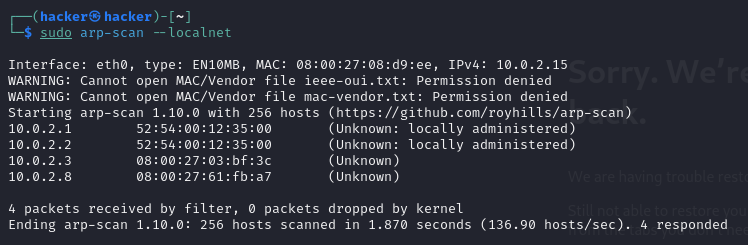 ┌──(hacker㉿hacker)-[~]
└─$ sudo arp-scan --localnet
Interface: eth0, type: EN10MB, MAC: 08:00:27:08:d9:ee, IPv4: 10.0.2.15
WARNING: Cannot open MAC/Vendor file ieee-oui.txt: Permission denied
WARNING: Cannot open MAC/Vendor file mac-vendor.txt: Permission denied
Starting arp-scan 1.10.0 with 256 hosts (https://github.com/royhills/arp-scan)
10.0.2.1 52:54:00:12:35:00 (Unknown: locally administered)
10.0.2.2 52:54:00:12:35:00 (Unknown: locally administered)
10.0.2.3 08:00:27:03:bf:3c (Unknown)
10.0.2.8 08:00:27:61:fb:a7 (Unknown)
4 packets received by filter, 0 packets dropped by kernel
Ending arp-scan 1.10.0: 256 hosts scanned in 1.870 seconds (136.90 hosts/sec). 4 responded
Sorry. We're
back.
We are having trouble resto
Still not able to restore you